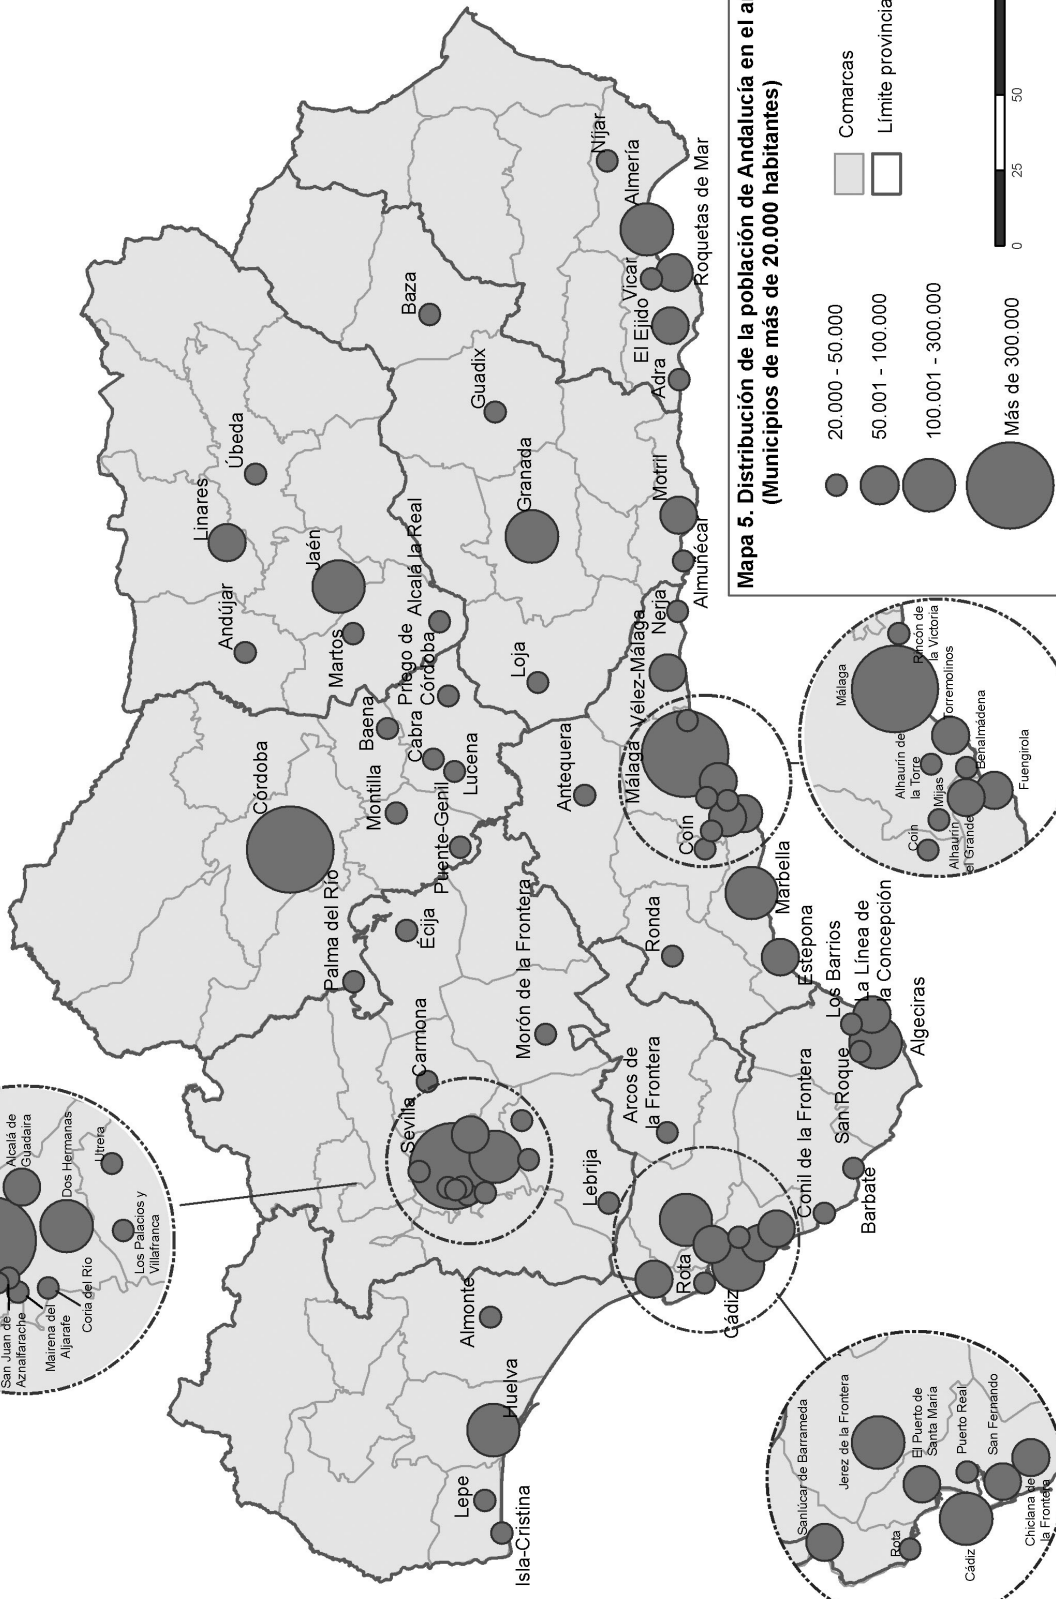 Mapa 5. Distribución de la población de Andalucía en el a
(Municipios de más de 20.000 habitantes)
20.000 - 50.000
50.001 - 100.000
100.001 - 300.000
Más de 300.000
Comarcas
Límite provincia
0
25
50
Isla-Cristina
Lepe
Huelva
Almonte
Sevilla
Carmona
Écija
Morón de la Frontera
Lebrija
Arcos de
la Frontera
Rota
Cádiz
Conil de la Frontera
Barbate
San Roque
Los Barrios
La Línea de
la Concepción
Algeciras
Palma del Río
Córdoba
Montilla
Baena
Cabra
Lucena
Puente-Genil
Priego de
Córdoba
Antequera
Ronda
Estepona
Marbella
Coín
Málaga
Vélez-Málaga
Nerja
Andújar
Linares
Úbeda
Jaén
Martos
Alcalá la Real
Loja
Granada
Guadix
Baza
Almuñécar
Motril
Adra
El Ejido
Vícar
Roquetas de Mar
Almería
Níjar
San Juan de
Aznalfarache
Mairena del
Aljarafe
Coria del Río
Alcalá de
Guadaira
Dos Hermanas
Utrera
Los Palacios y
Villafranca
Sanlúcar de Barrameda
Jerez de la Frontera
El Puerto de
Santa María
Puerto Real
San Fernando
Rota
Cádiz
Chiclana de
la Frontera
Málaga
Rincón de
la Victoria
Torremolinos
Alhaurín de
la Torre
Benalmádena
Mijas
Fuengirola
Coín
Alhaurín
el Grande